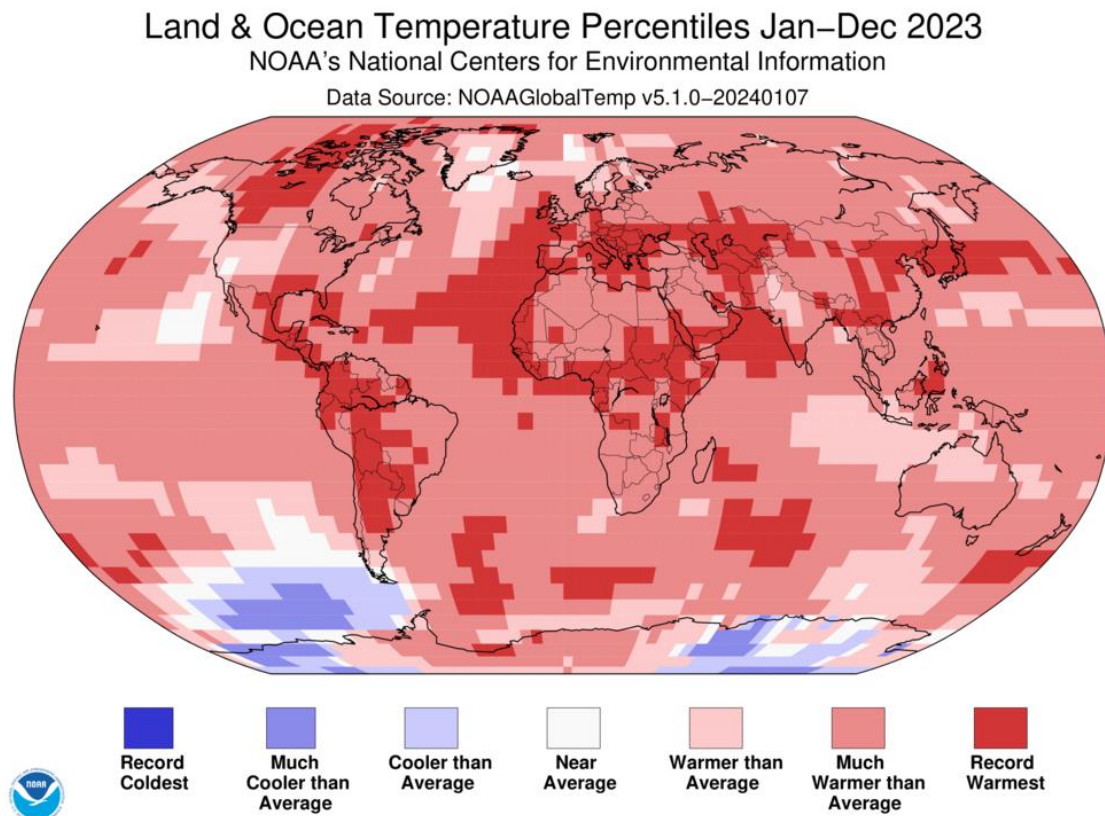 Land & Ocean Temperature Percentiles Jan–Dec 2023
NOAA's National Centers for Environmental Information
Data Source: NOAAGlobalTemp v5.1.0–20240107
Record
Coldest
Much
Cooler than
Average
Cooler than
Average
Near
Average
Warmer than
Average
Much
Warmer than
Average
Record
Warmest
NOAA